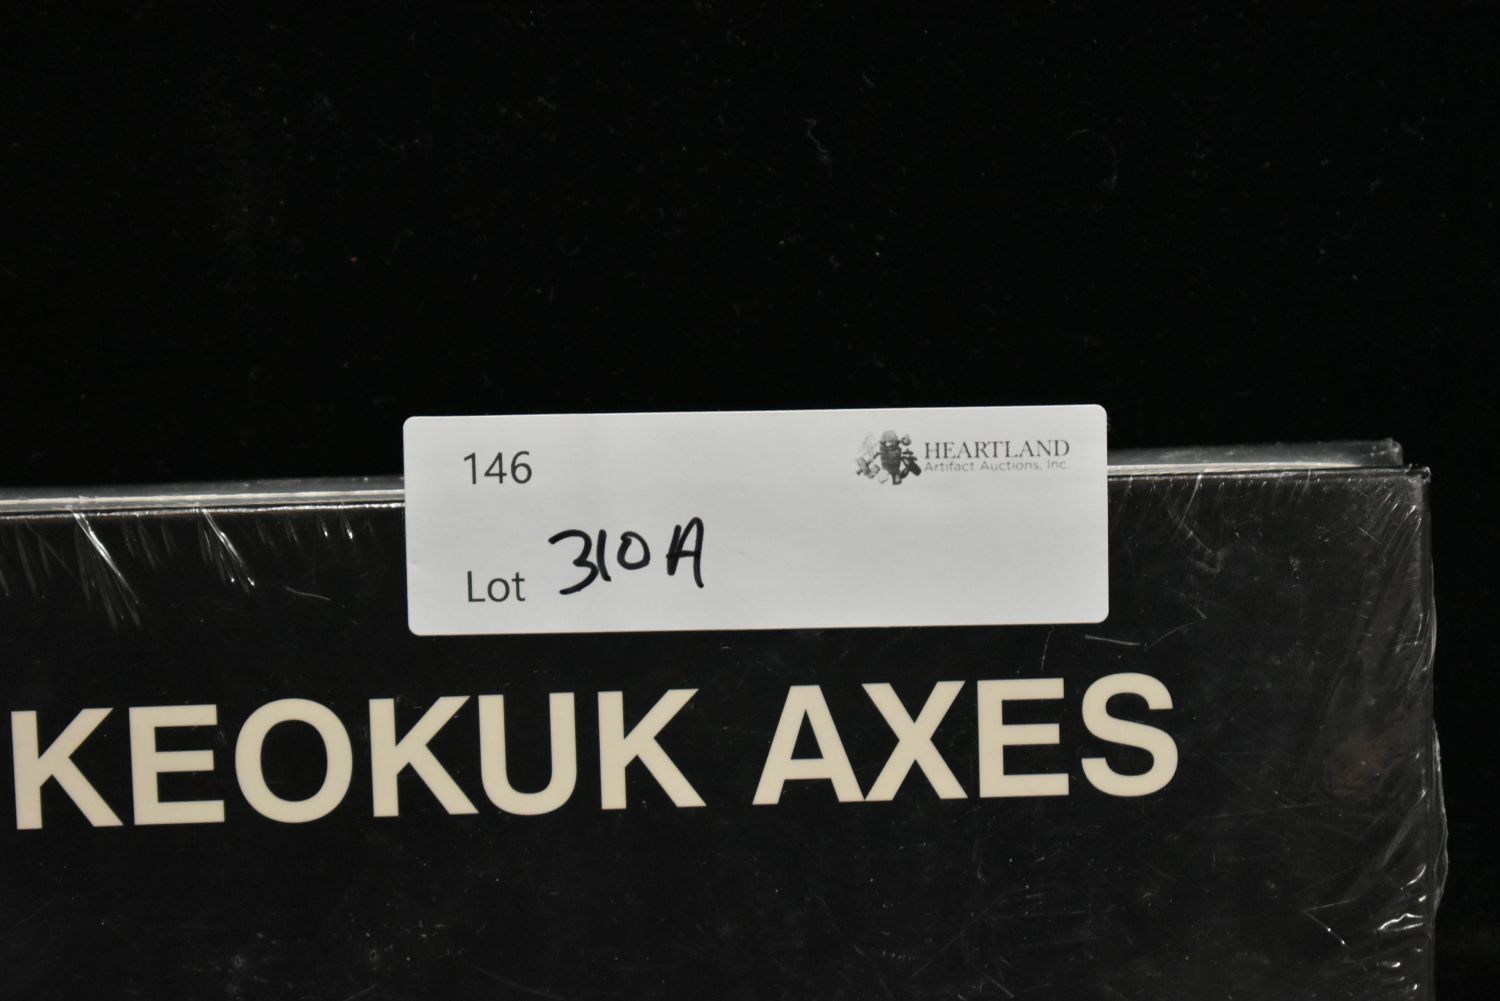 146
HEARTLAND
Artifact Auctions, Inc.
Lot 310A
KEOKUK AXES